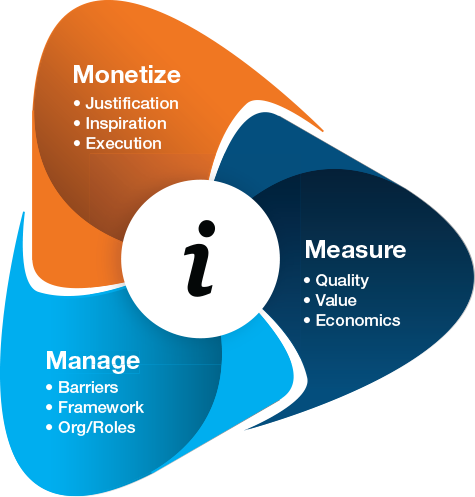 Monetize
• Justification
• Inspiration
• Execution
i
Measure
• Quality
• Value
• Economics
Manage
• Barriers
• Framework
• Org/Roles